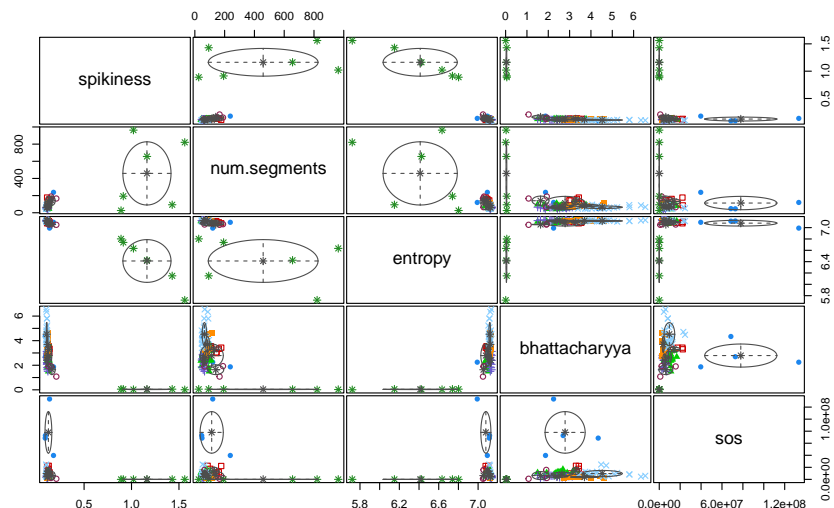 0 200 400 600 800
0 1 2 3 4 5 6
spikiness
0.5 1.0 1.5
num.segments
0 400 800
entropy
5.8 6.4 7.0
bhattacharyya
0 2 4 6
sos
0.0e+00 1.0e+08
0.5 1.0 1.5
5.8 6.2 6.6 7.0
0.0e+00 6.0e+07 1.2e+08